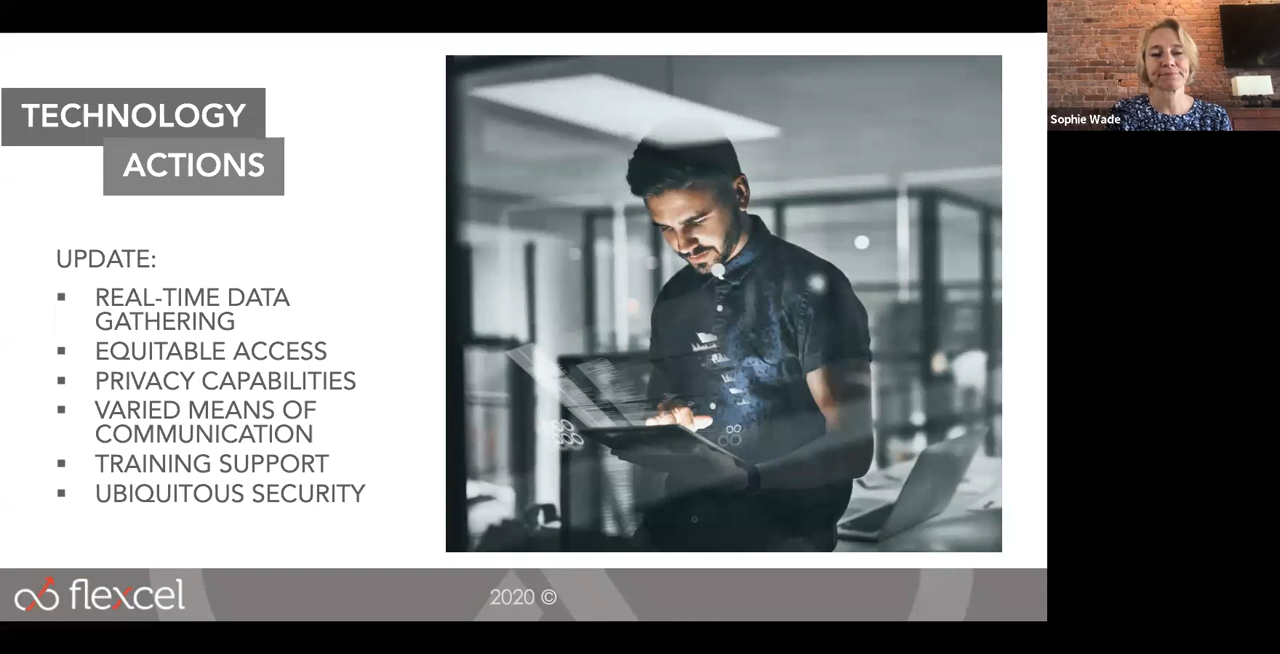 TECHNOLOGY
ACTIONS
UPDATE:
▪ REAL-TIME DATA
GATHERING
▪ EQUITABLE ACCESS
▪ PRIVACY CAPABILITIES
▪ VARIED MEANS OF
COMMUNICATION
▪ TRAINING SUPPORT
▪ UBIQUITOUS SECURITY
flexcel
2020 ©
Sophie Wade